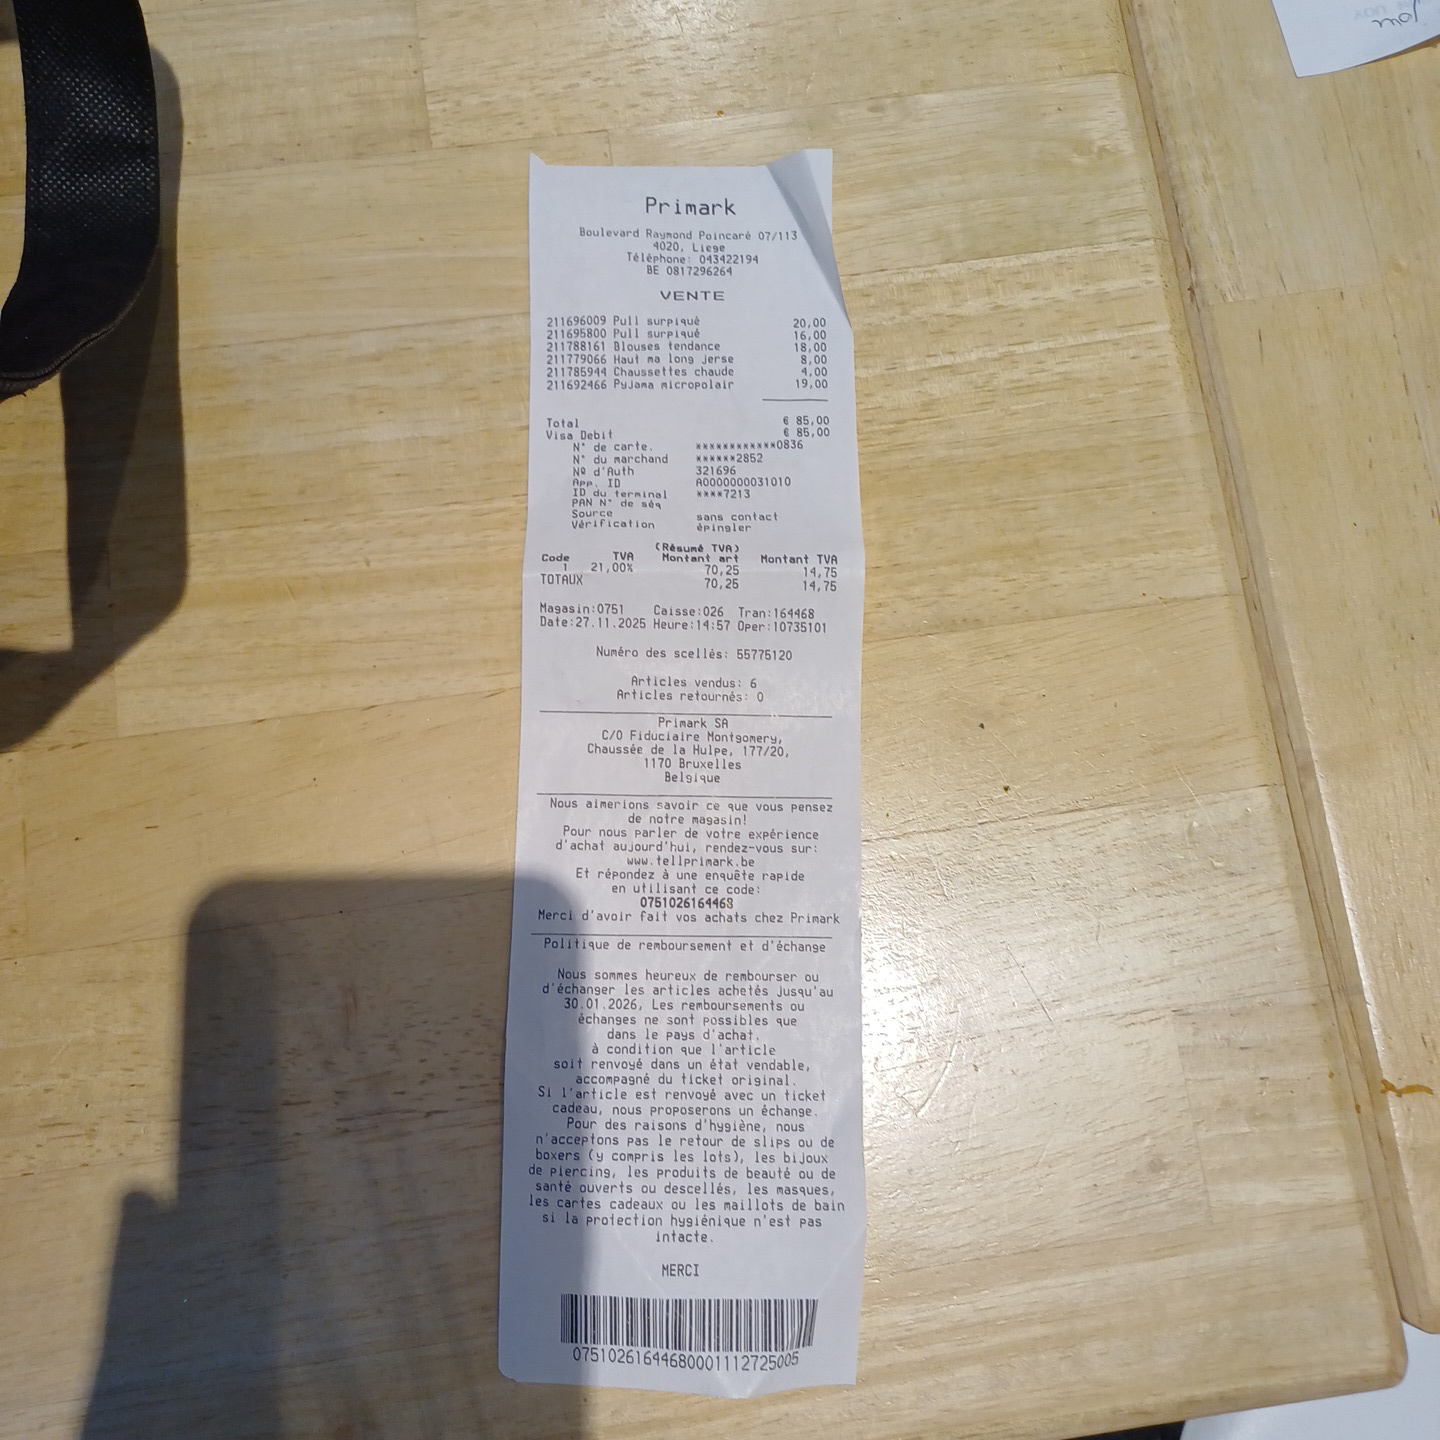 Primark
Boulevard Raymond Poincaré 07/113
4020, Liege
Téléphone: 043422194
BE 0817296264
VENTE
211696009 Pull surpiqué 20,00
211695800 Pull surpiqué 16,00
211788161 Blouses tendance 18,00
211779066 Haut ma long jerse 8,00
211785944 Chaussettes chaude 4,00
211692466 Pyjama micropolair 19,00
Total € 85,00
Visa Debit € 85,00
N° de carte. ************0836
N° du marchand ******2852
Nº d'Auth 321696
App. ID A0000000031010
ID du terminal ****7213
PAN N° de séq
Source sans contact
Vérification épingler
(Résumé TVA)
Code TVA Montant art Montant TVA
1 21,00% 70,25 14,75
TOTAUX 70,25 14,75
Magasin:0751 Caisse:026 Tran:164468
Date:27.11.2025 Heure:14:57 Oper:10735101
Numéro des scellés: 55775120
Articles vendus: 6
Articles retournés: 0
Primark SA
C/O Fiduciaire Montgomery,
Chaussée de la Hulpe, 177/20,
1170 Bruxelles
Belgique
Nous aimerions savoir ce que vous pensez
de notre magasin!
Pour nous parler de votre expérience
d'achat aujourd'hui, rendez-vous sur:
www.tellprimark.be
Et répondez à une enquête rapide
en utilisant ce code:
0751026164468
Merci d'avoir fait vos achats chez Primark
Politique de remboursement et d'échange
Nous sommes heureux de rembourser ou
d'échanger les articles achetés jusqu'au
30.01.2026, Les remboursements ou
échanges ne sont possibles que
dans le pays d'achat,
à condition que l'article
soit renvoyé dans un état vendable,
accompagné du ticket original.
Si l'article est renvoyé avec un ticket
cadeau, nous proposerons un échange.
Pour des raisons d'hygiène, nous
n'acceptons pas le retour de slips ou de
boxers (y compris les lots), les bijoux
de piercing, les produits de beauté ou de
santé ouverts ou descellés, les masques,
les cartes cadeaux ou les maillots de bain
si la protection hygiénique n'est pas
intacte.
MERCI
07510261644680001112725005